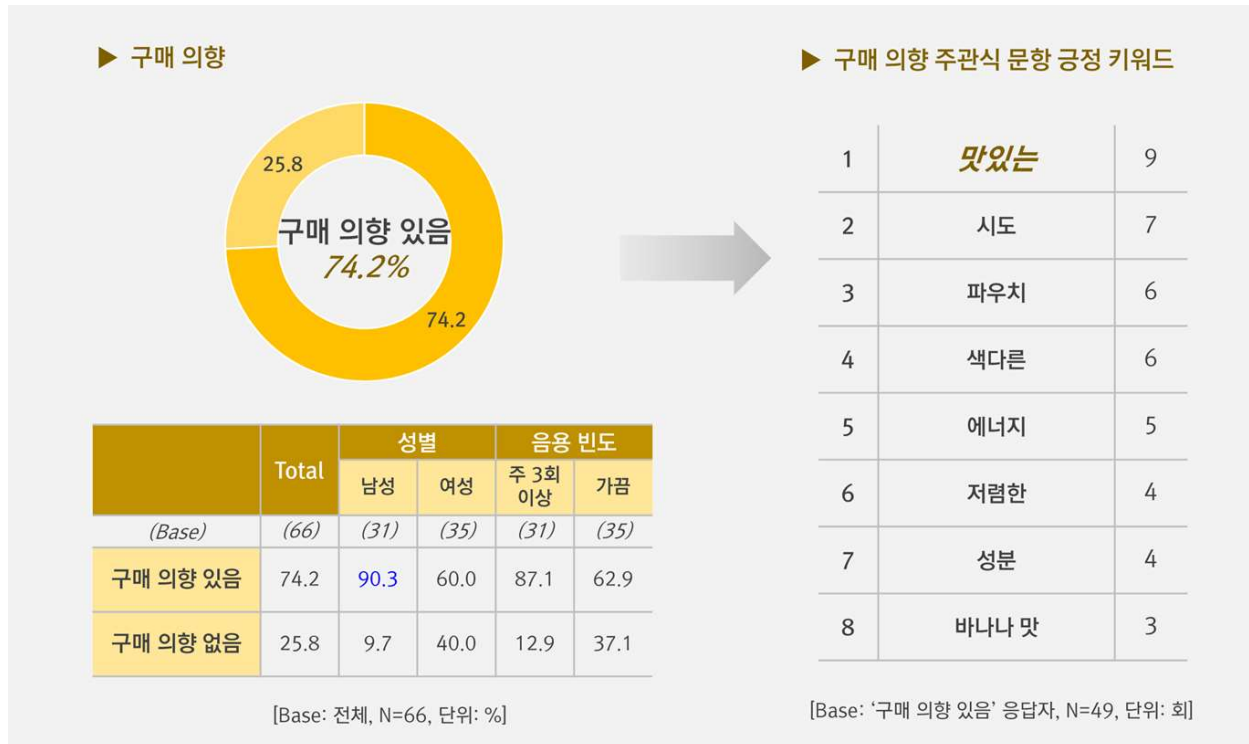 ▶ 구매 의향
25.8
구매 의향 있음
74.2%
74.2
Total 성별 음용 빈도
남성 여성 주 3회 이상 가끔
(Base) (66) (31) (35) (31) (35)
구매 의향 있음 74.2 90.3 60.0 87.1 62.9
구매 의향 없음 25.8 9.7 40.0 12.9 37.1
[Base: 전체, N=66, 단위: %]
▶ 구매 의향 주관식 문항 긍정 키워드
1 맛있는 9
2 시도 7
3 파우치 6
4 색다른 6
5 에너지 5
6 저렴한 4
7 성분 4
8 바나나 맛 3
[Base: ‘구매 의향 있음’ 응답자, N=49, 단위: 회]